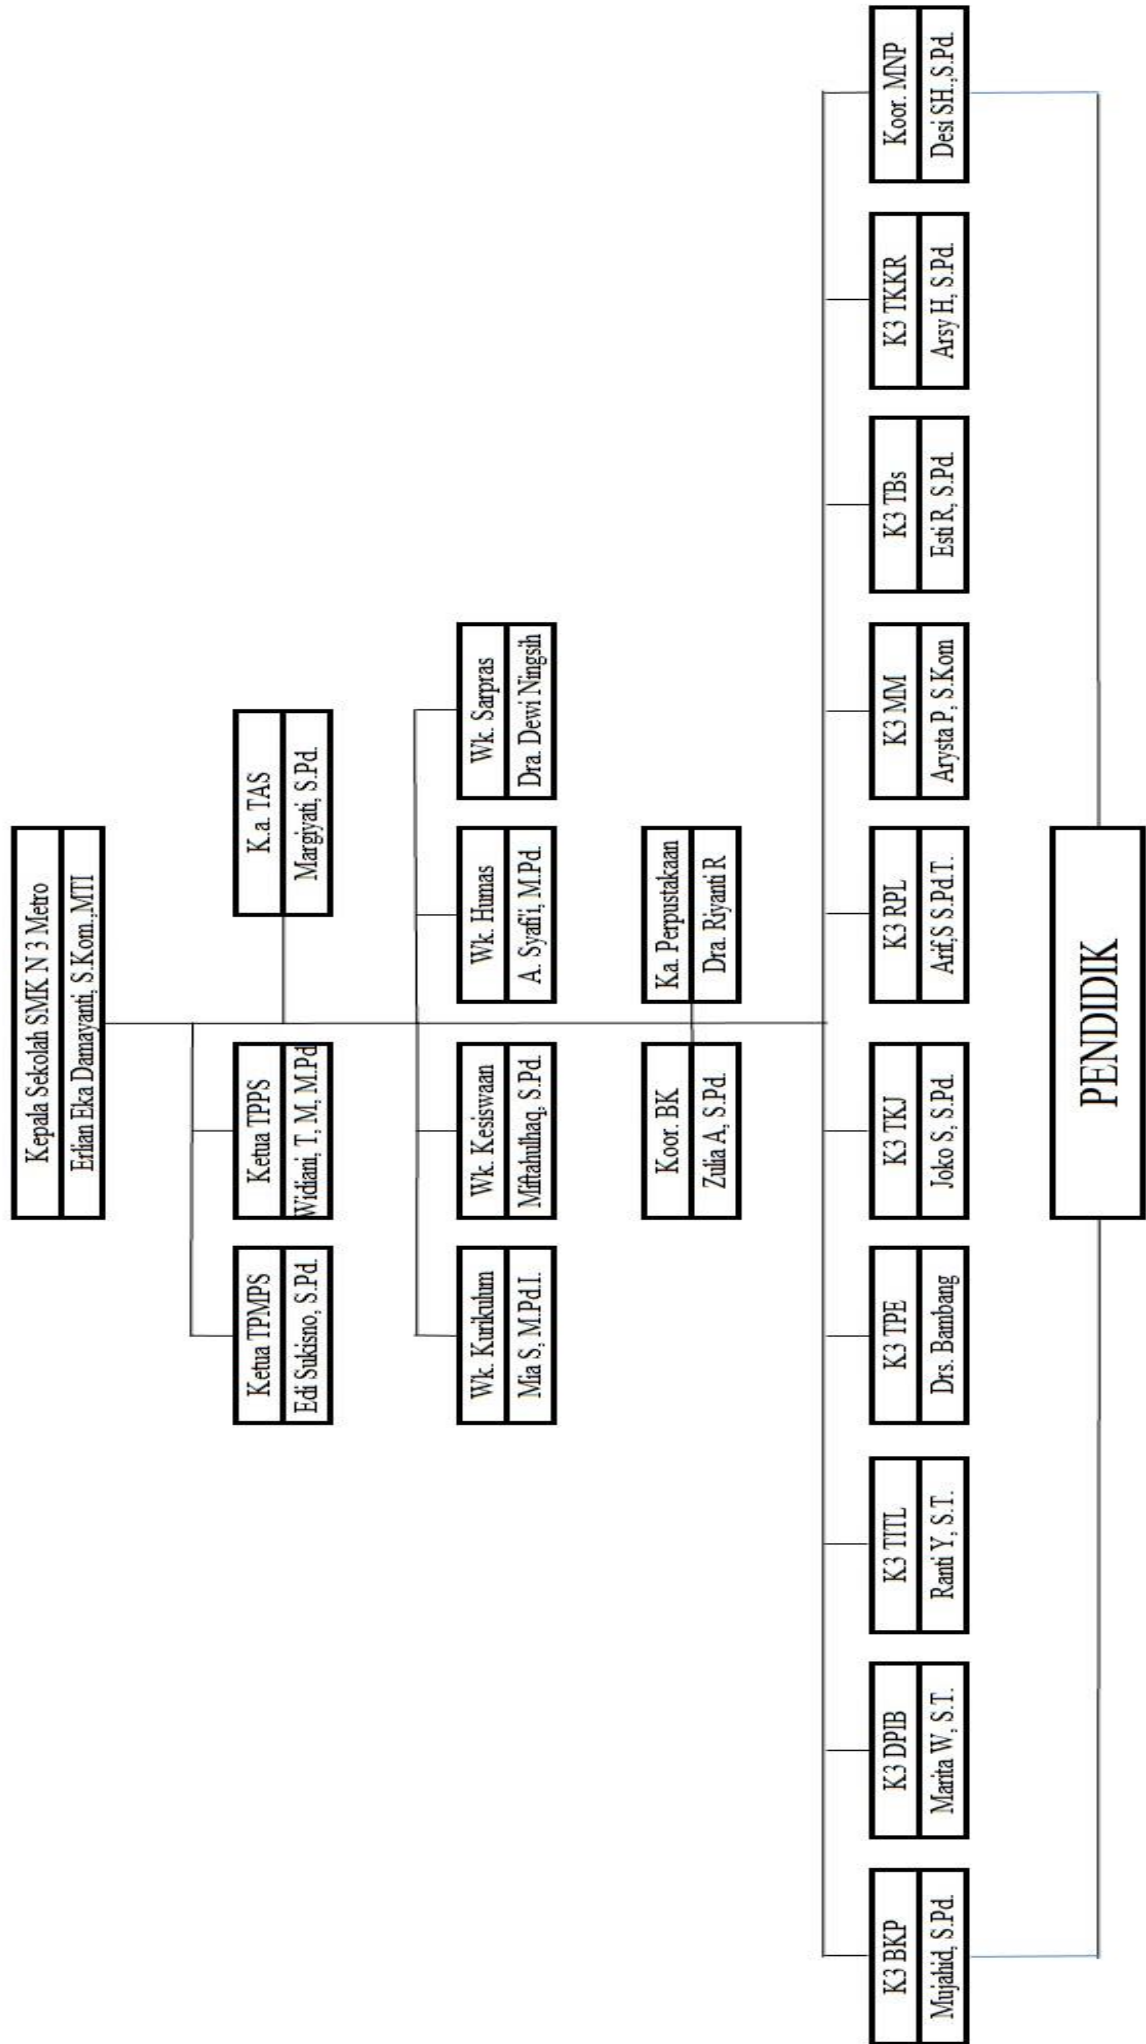 Kepala Sekolah SMK N 3 Metro
Erlian Eka Damayanti, S.Kom.,MTI
Ketua TPMPS
Edi Sukisno, S.Pd.
Ketua TPPS
Widiani, T, M, M.Pd
K.a. TAS
Margiyati, S.Pd.
Wk. Kurikulum
Mia S, M.Pd.I.
Wk. Kesiswaan
Miftahulhaq, S.Pd.
Wk. Humas
A. Syafi'i, M.Pd.
Wk. Sarpras
Dra. Dewi Ningsih
Koor. BK
Zulia A, S.Pd.
Ka. Perpustakaan
Dra. Riyanti R
K3 BKP
Mujahid, S.Pd.
K3 DPIB
Marita W, S.T.
K3 TITL
Ranti Y, S.T.
K3 TPE
Drs. Bambang
K3 TKJ
Joko S, S.Pd.
K3 RPL
Arif,S S.Pd.T.
K3 MM
Arysta P, S.Kom
K3 TBs
Esti R, S.Pd.
K3 TKKR
Arsy H, S.Pd.
Koor. MNP
Desi SH.,S.Pd.
PENDIDIK